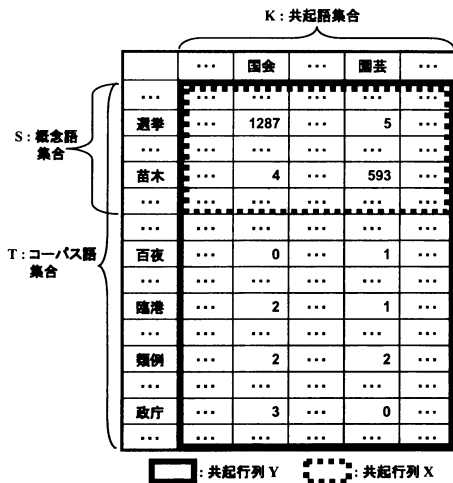 K : 共起語集合
… 国会 … 園芸 …
… … … … … …
選挙 … 1287 … 5 …
… … … … … …
S : 概念語
集合
苗木 … 4 … 593 …
… … … … … …
… … … … … …
T : コーパス語
集合
百夜 … 0 … 1 …
… … … … … …
臨港 … 2 … 1 …
… … … … … …
類例 … 2 … 2 …
… … … … … …
政庁 … 3 … 0 …
… … … … … …
: 共起行列 Y : 共起行列 X